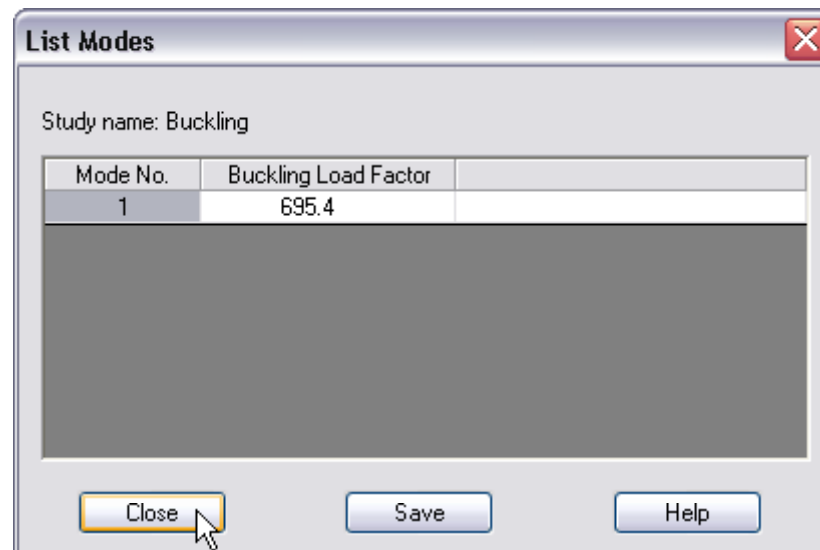 List Modes
Study name: Buckling
Mode No. Buckling Load Factor
1 695.4
Close Save Help